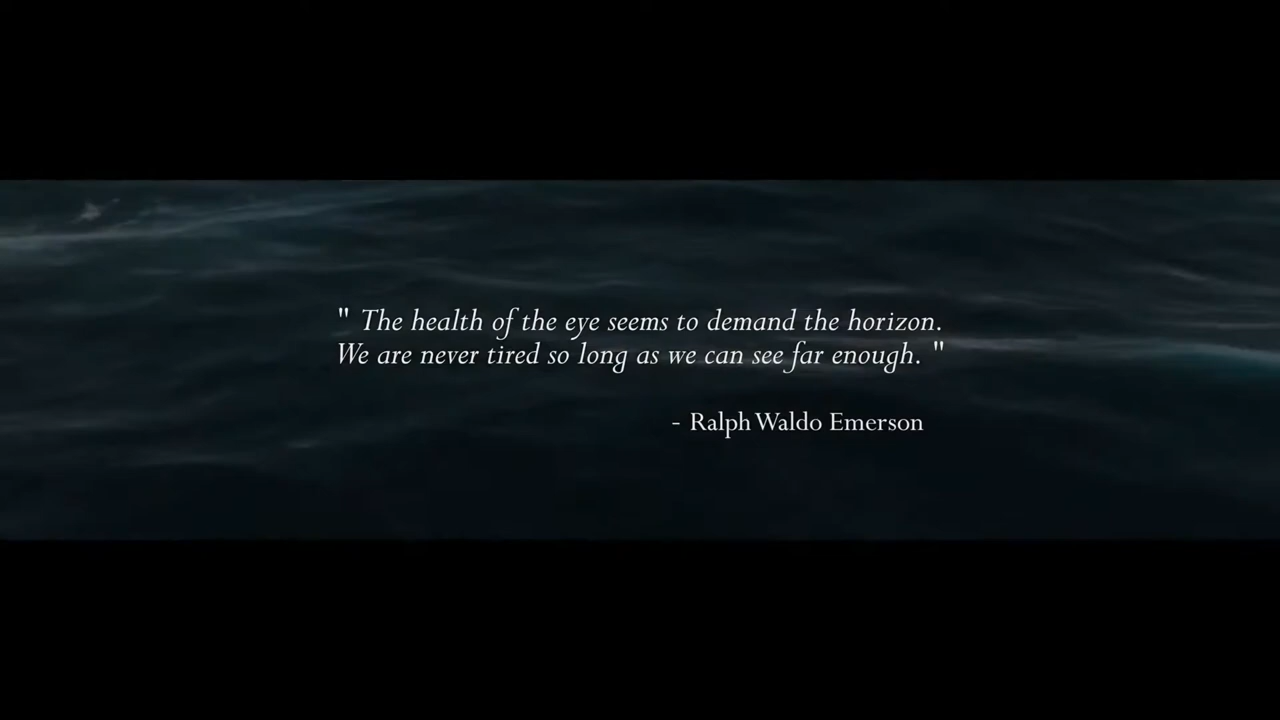 " The health of the eye seems to demand the horizon.
We are never tired so long as we can see far enough. "
- Ralph Waldo Emerson